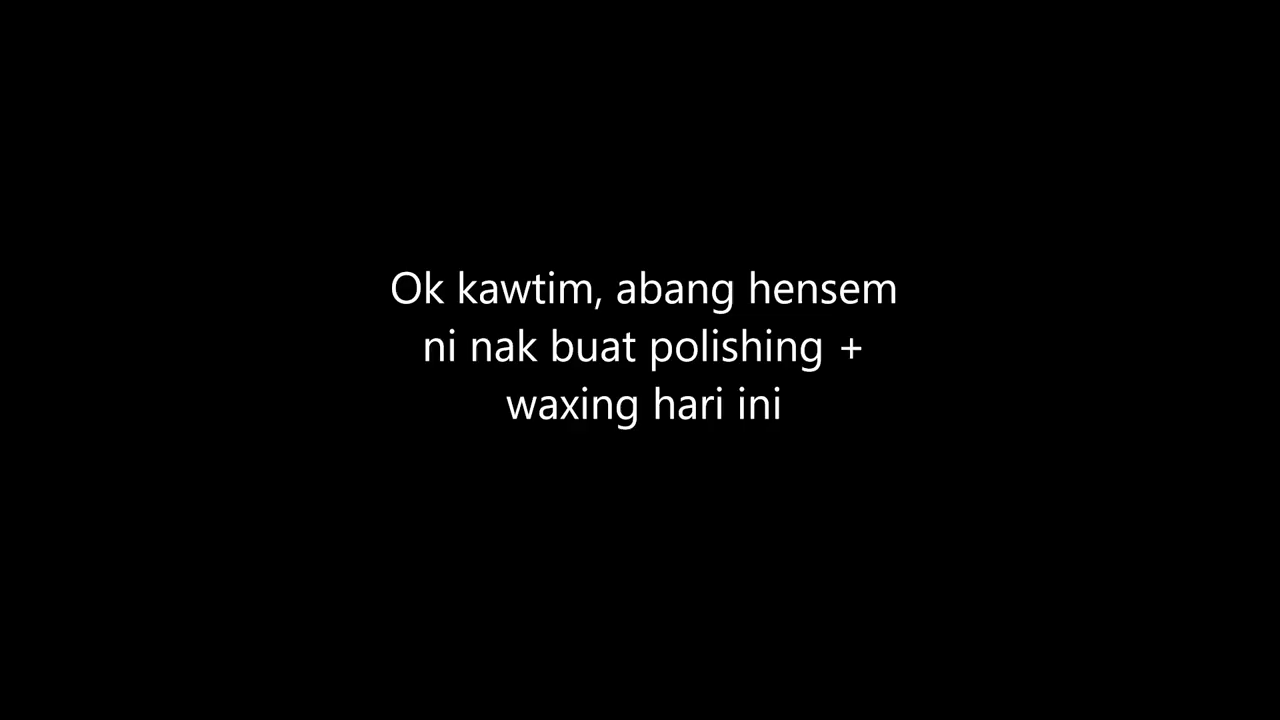 Ok kawtim, abang hensem
ni nak buat polishing +
waxing hari ini